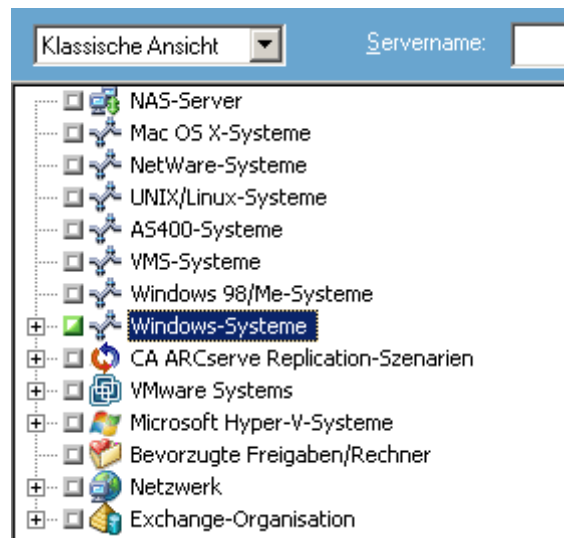 Klassische Ansicht Servername:
NAS-Server
Mac OS X-Systeme
NetWare-Systeme
UNIX/Linux-Systeme
AS400-Systeme
VMS-Systeme
Windows 98/Me-Systeme
Windows-Systeme
CA ARCserve Replication-Szenarien
VMware Systems
Microsoft Hyper-V-Systeme
Bevorzugte Freigaben/Rechner
Netzwerk
Exchange-Organisation